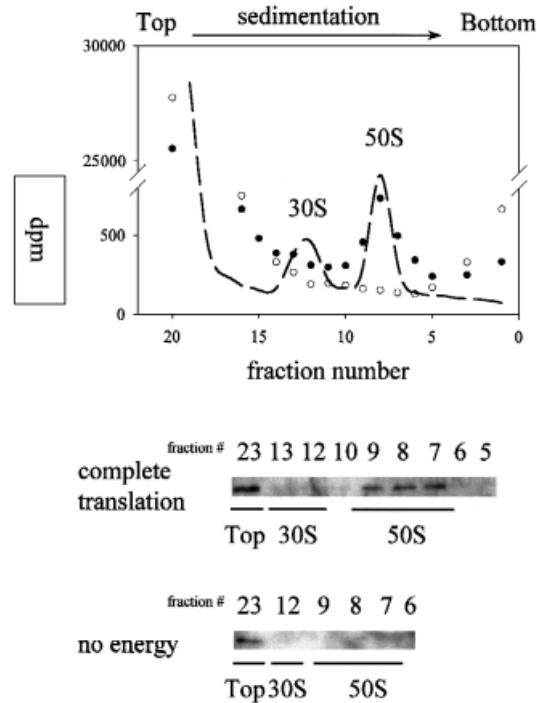 Top sedimentation Bottom
30000
25000
50S
30S
dpm
500
0
20 15 10 5 0
fraction number
fraction # 23 13 12 10 9 8 7 6 5
complete
translation
Top 30S 50S
fraction # 23 12 9 8 7 6
no energy
Top 30S 50S